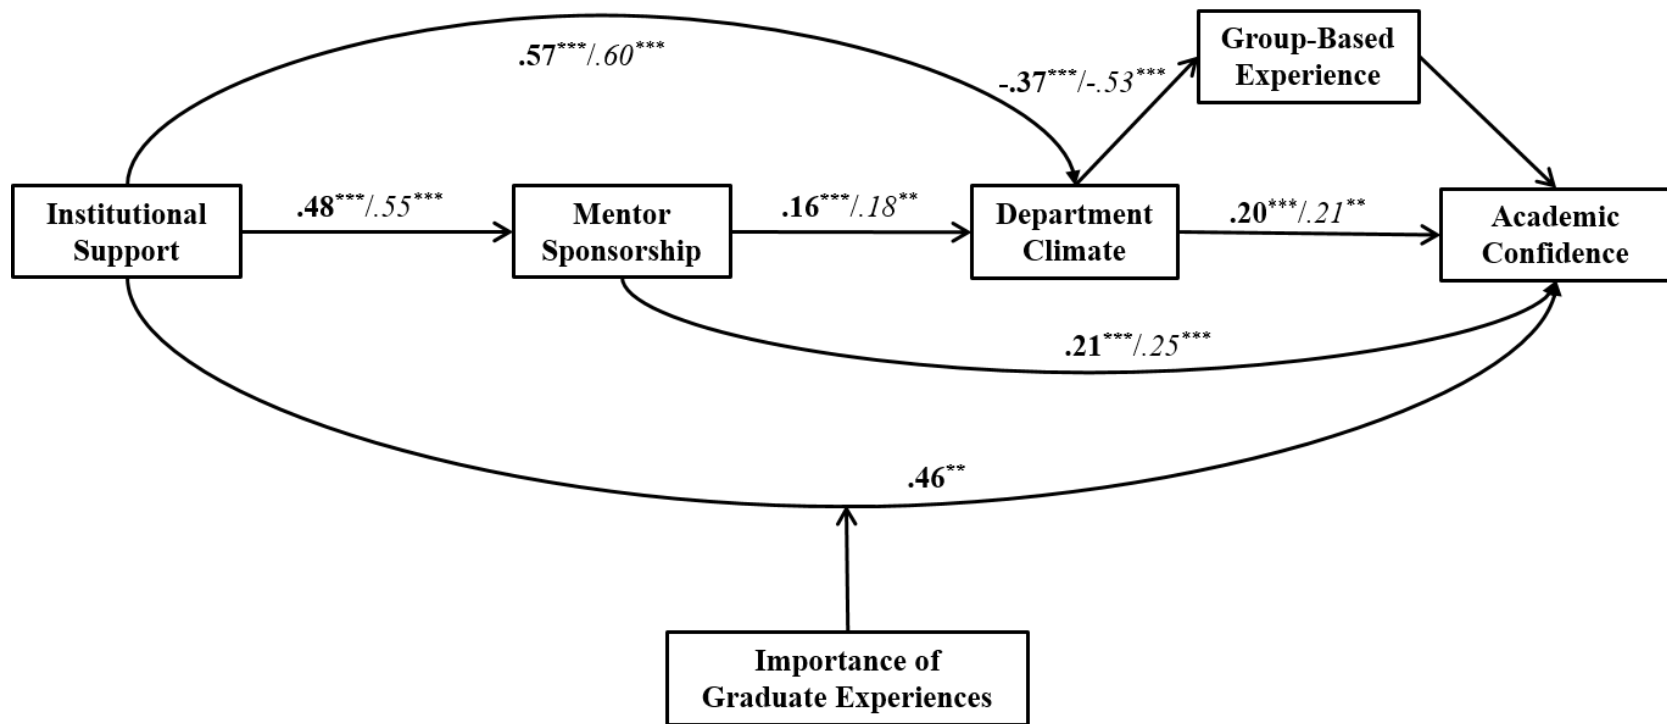 Group-Based
Experience
.57***/.60***
-.37***/-.53***
Institutional
Support
.48***/.55***
Mentor
Sponsorship
.16***/.18**
Department
Climate
.20***/.21**
Academic
Confidence
.21***/.25***
.46**
Importance of
Graduate Experiences